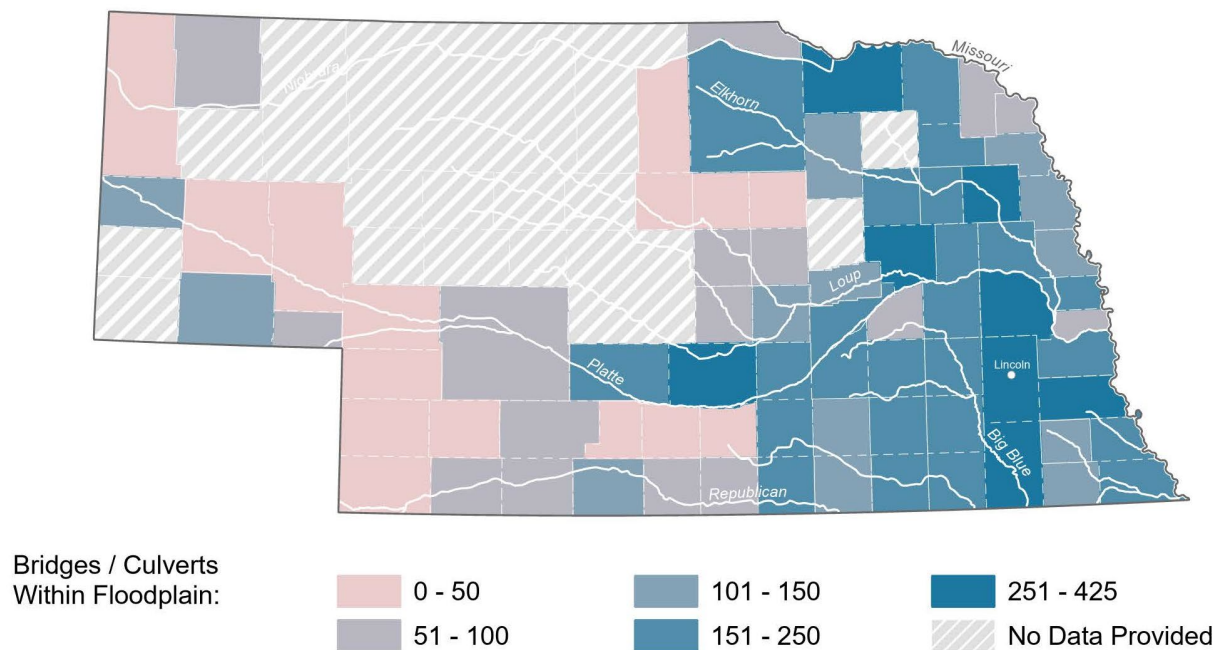 Missouri
Niobrara
Elkhorn
Loup
Platte
Lincoln
Big Blue
Republican
Bridges / Culverts
Within Floodplain:
0 - 50
101 - 150
251 - 425
51 - 100
151 - 250
No Data Provided